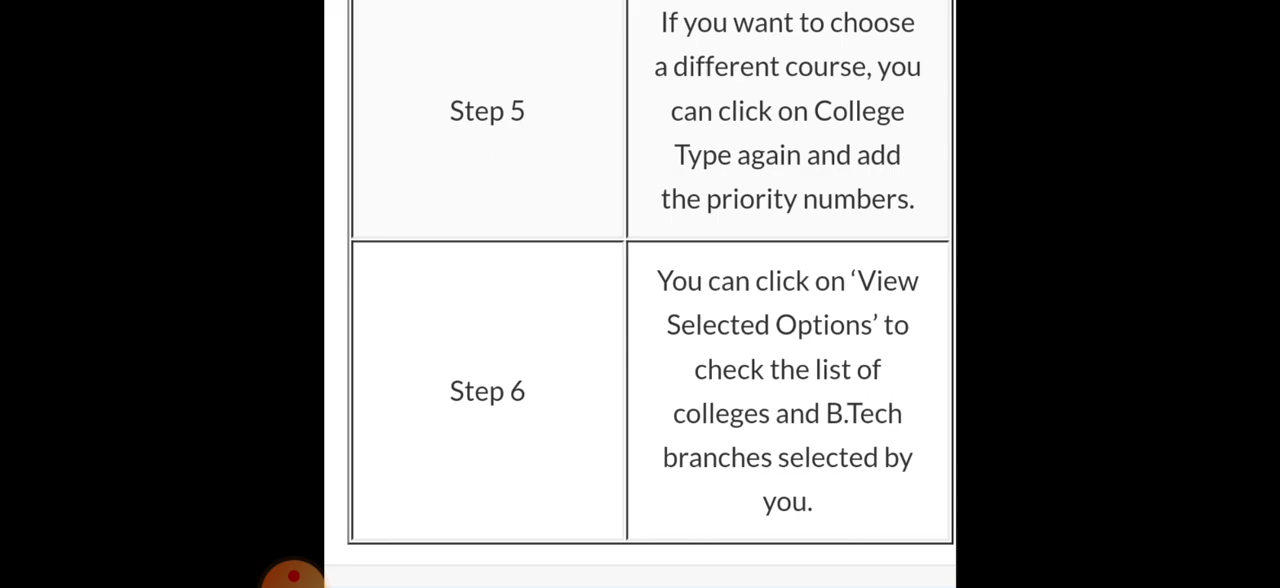 Step 5
If you want to choose
a different course, you
can click on College
Type again and add
the priority numbers.
Step 6
You can click on ‘View
Selected Options’ to
check the list of
colleges and B.Tech
branches selected by
you.